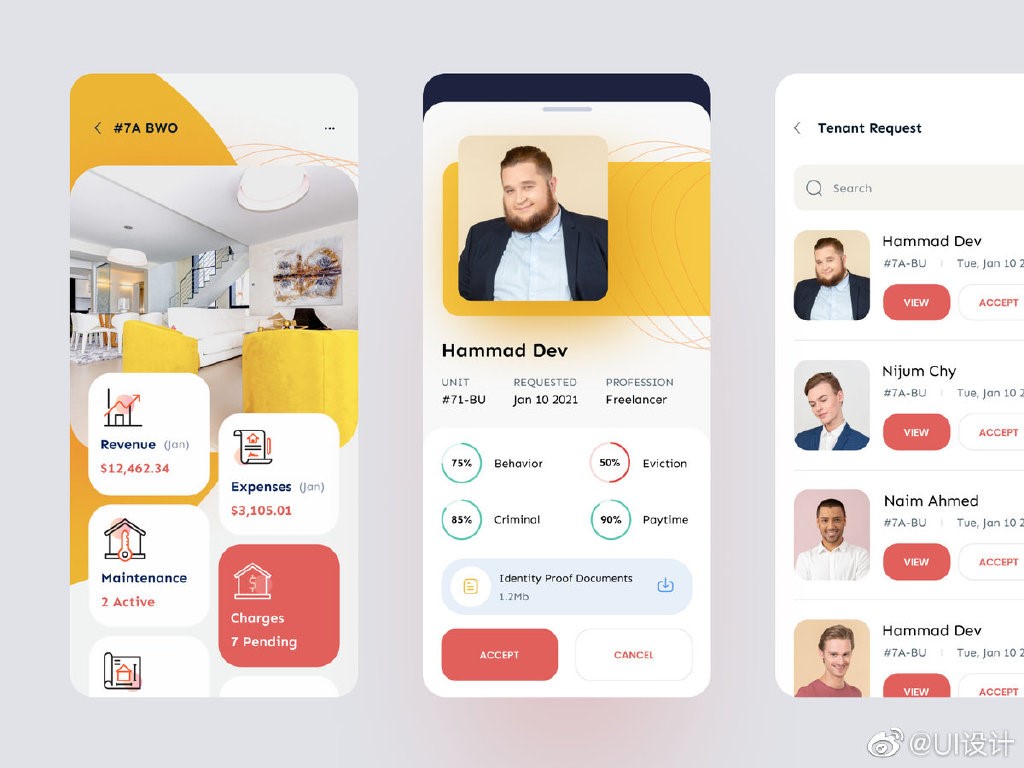 #7A BWO
...
Revenue (Jan)
$12,462.34
Expenses (Jan)
$3,105.01
Maintenance
2 Active
Charges
7 Pending
Hammad Dev
UNIT REQUESTED PROFESSION
#71-BU Jan 10 2021 Freelancer
75% Behavior 50% Eviction
85% Criminal 90% Paytime
Identity Proof Documents
1.2Mb
ACCEPT CANCEL
Tenant Request
Search
Hammad Dev
#7A-BU Tue, Jan 10 2
VIEW ACCEPT
Nijum Chy
#7A-BU Tue, Jan 10 2
VIEW ACCEPT
Naim Ahmed
#7A-BU Tue, Jan 10 2
VIEW ACCEPT
Hammad Dev
#7A-BU Tue, Jan 10 2
VIEW ACCEPT
@UI设计